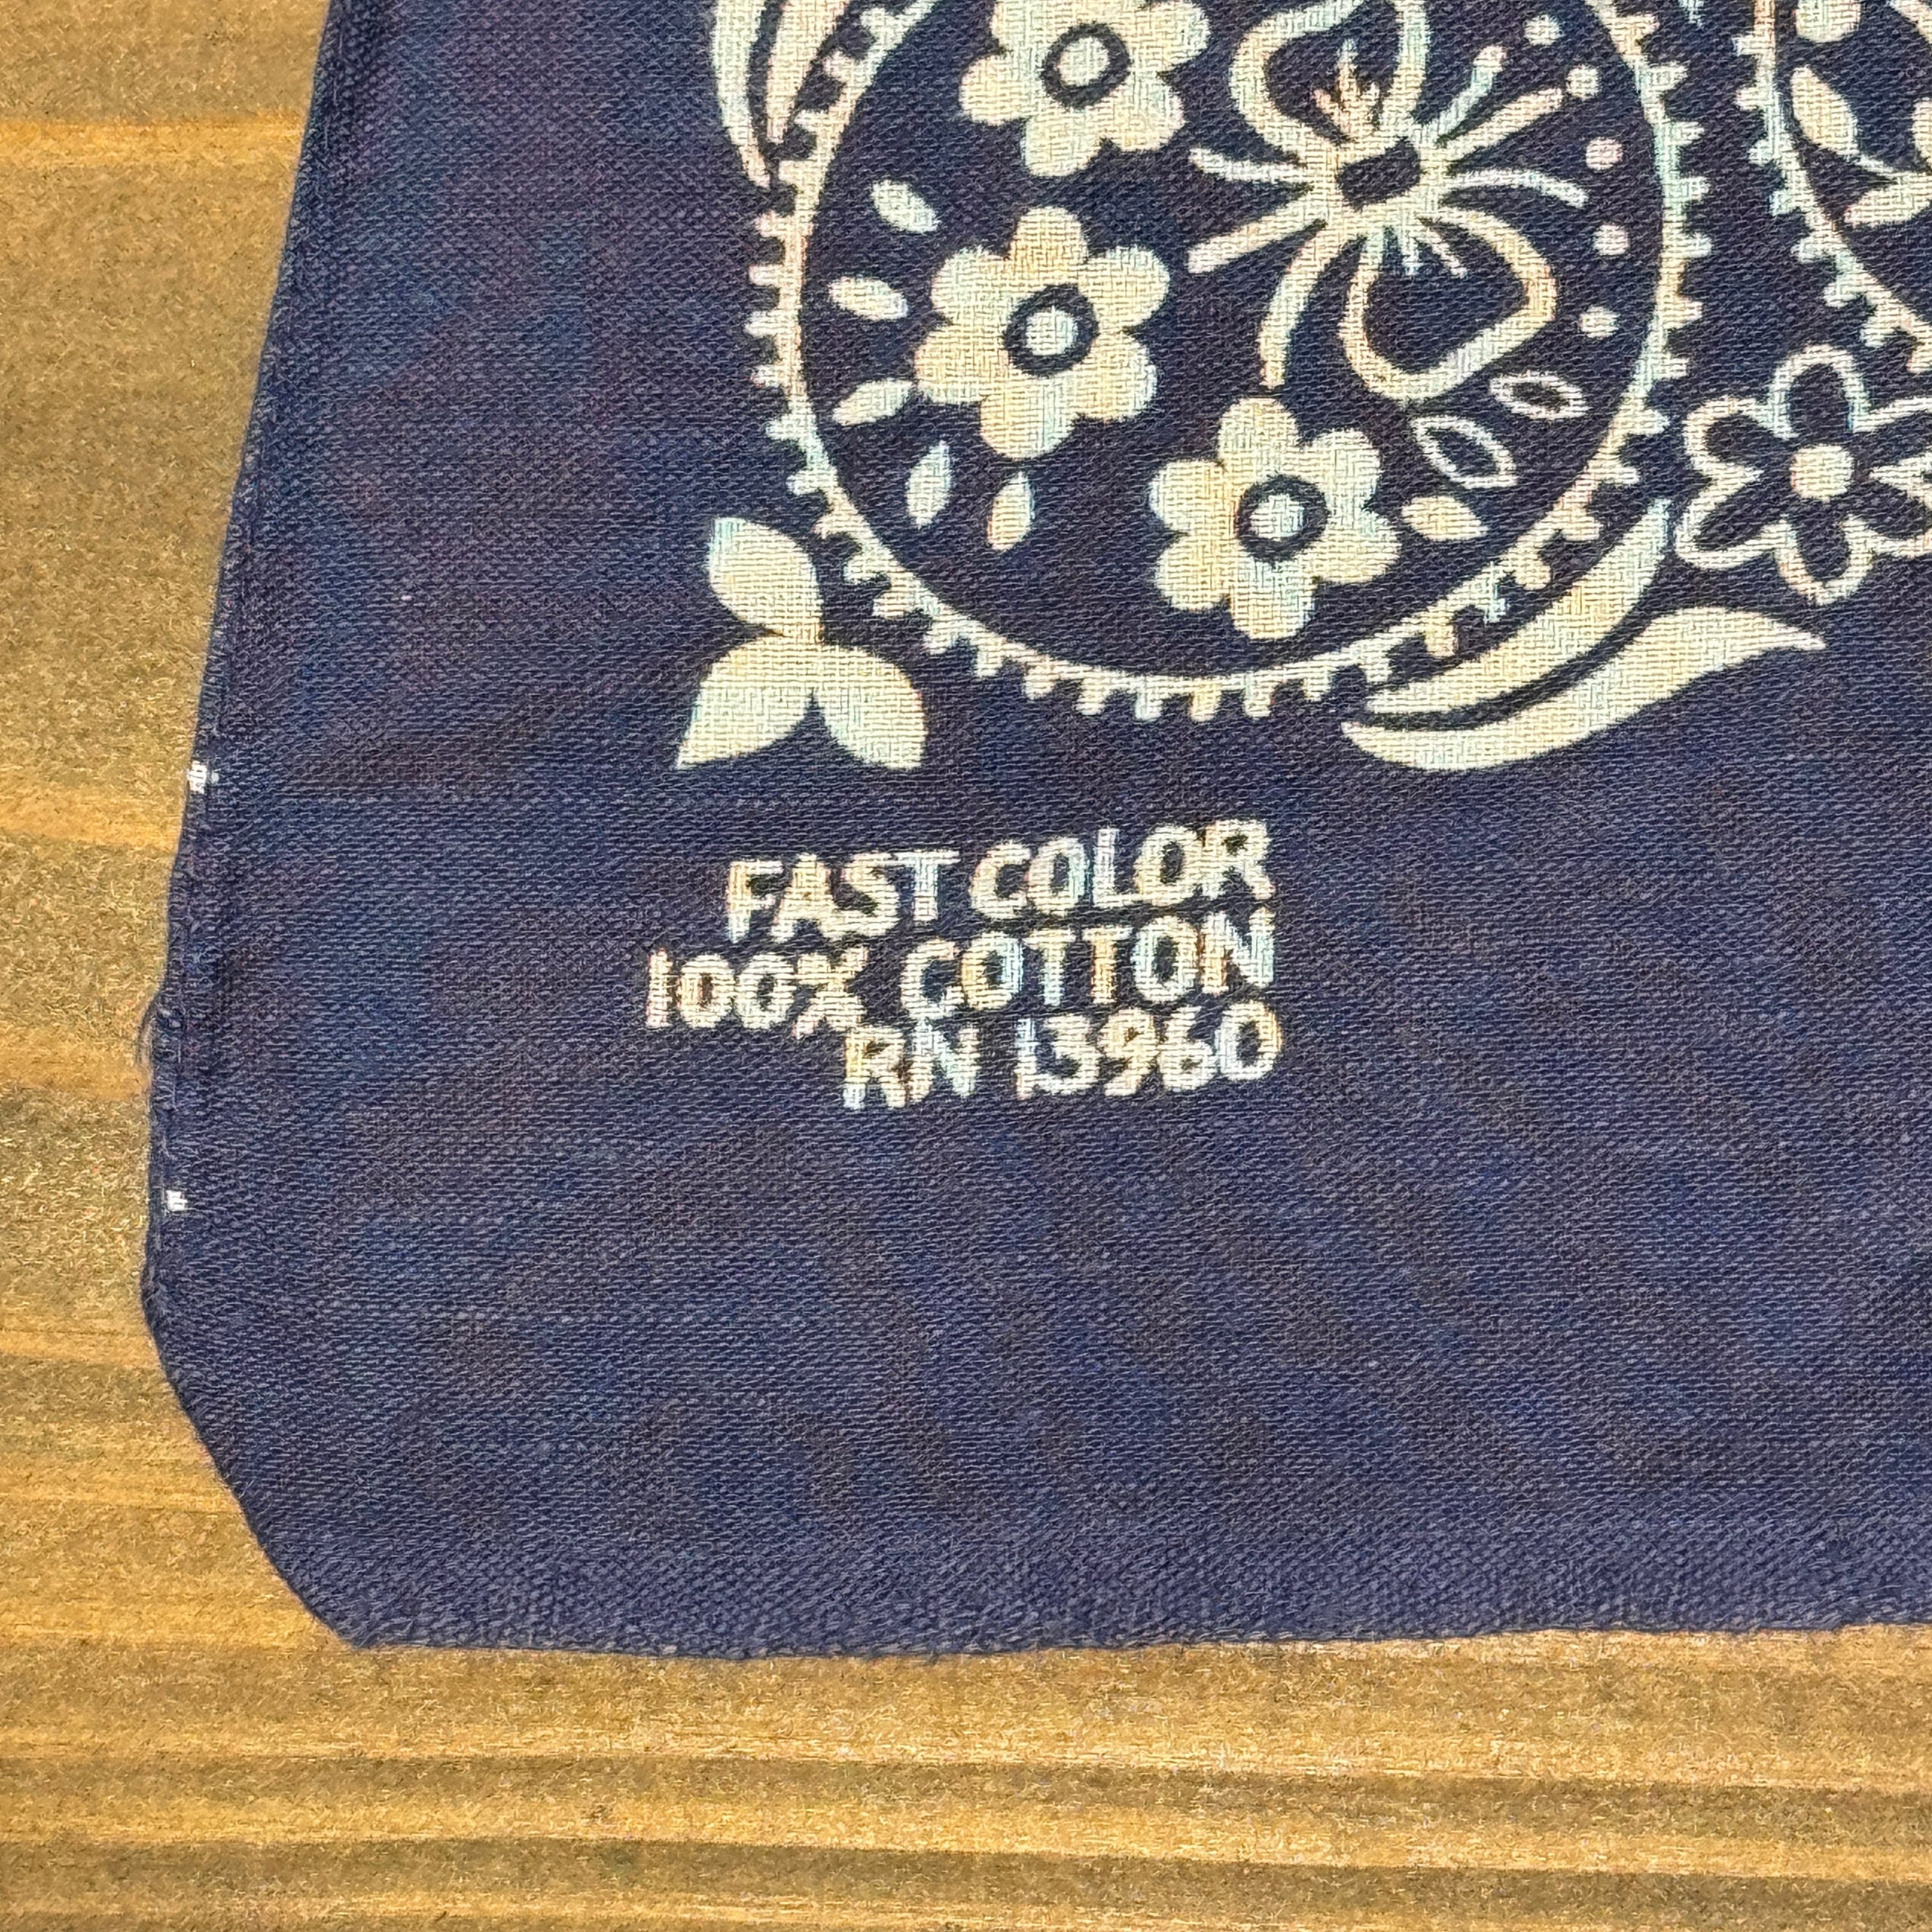 FAST COLOR
100% COTTON
RN 13960